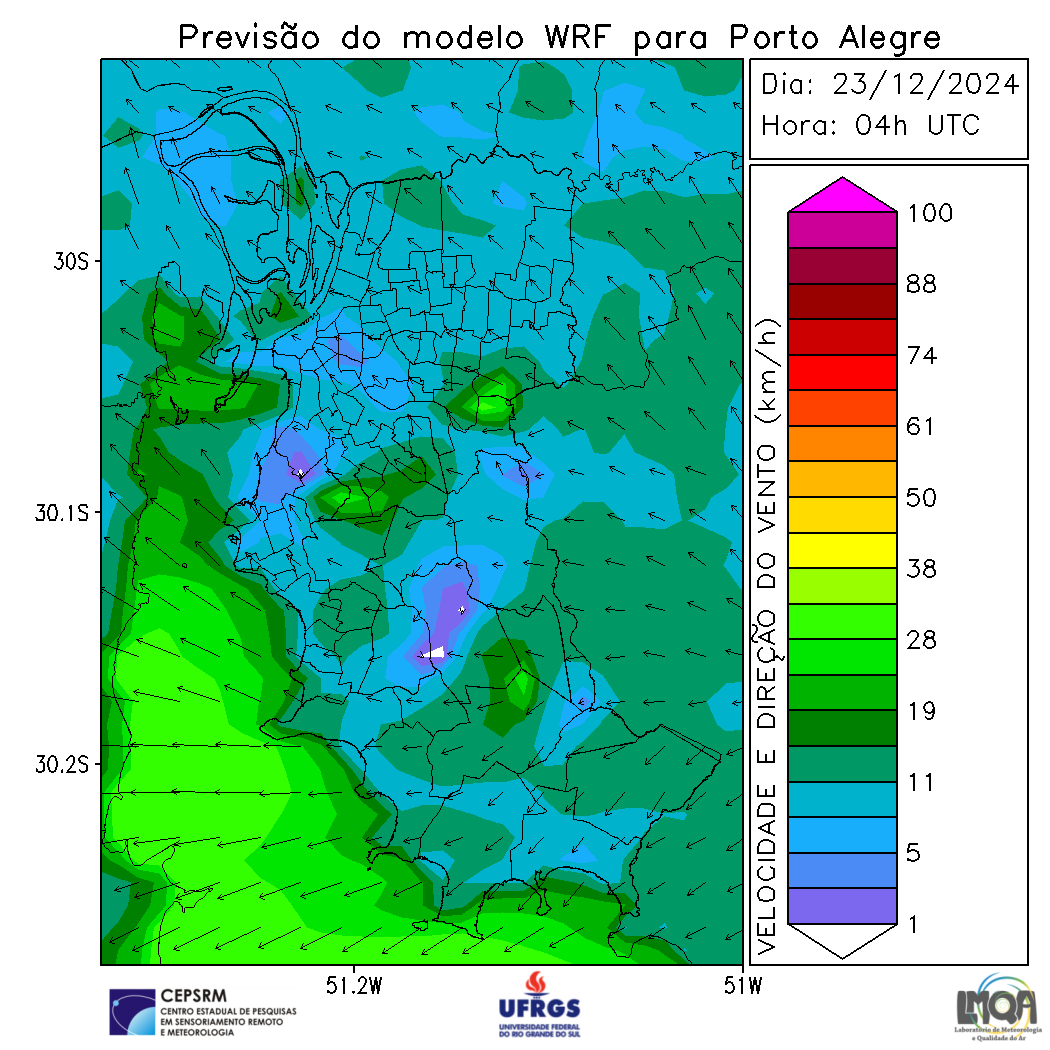 Previsão do modelo WRF para Porto Alegre
Dia: 23/12/2024
Hora: 04h UTC
30S
30.1S
30.2S
51.2W
51W
VELOCIDADE E DIREÇÃO DO VENTO (km/h)
100
88
74
61
50
38
28
19
11
5
1
CEPSRM
CENTRO ESTADUAL DE PESQUISAS
EM SENSORIAMENTO REMOTO
E METEOROLOGIA
UFRGS
UNIVERSIDADE FEDERAL
DO RIO GRANDE DO SUL
LMQA
Laboratório de Meteorologia
e Qualidade do Ar